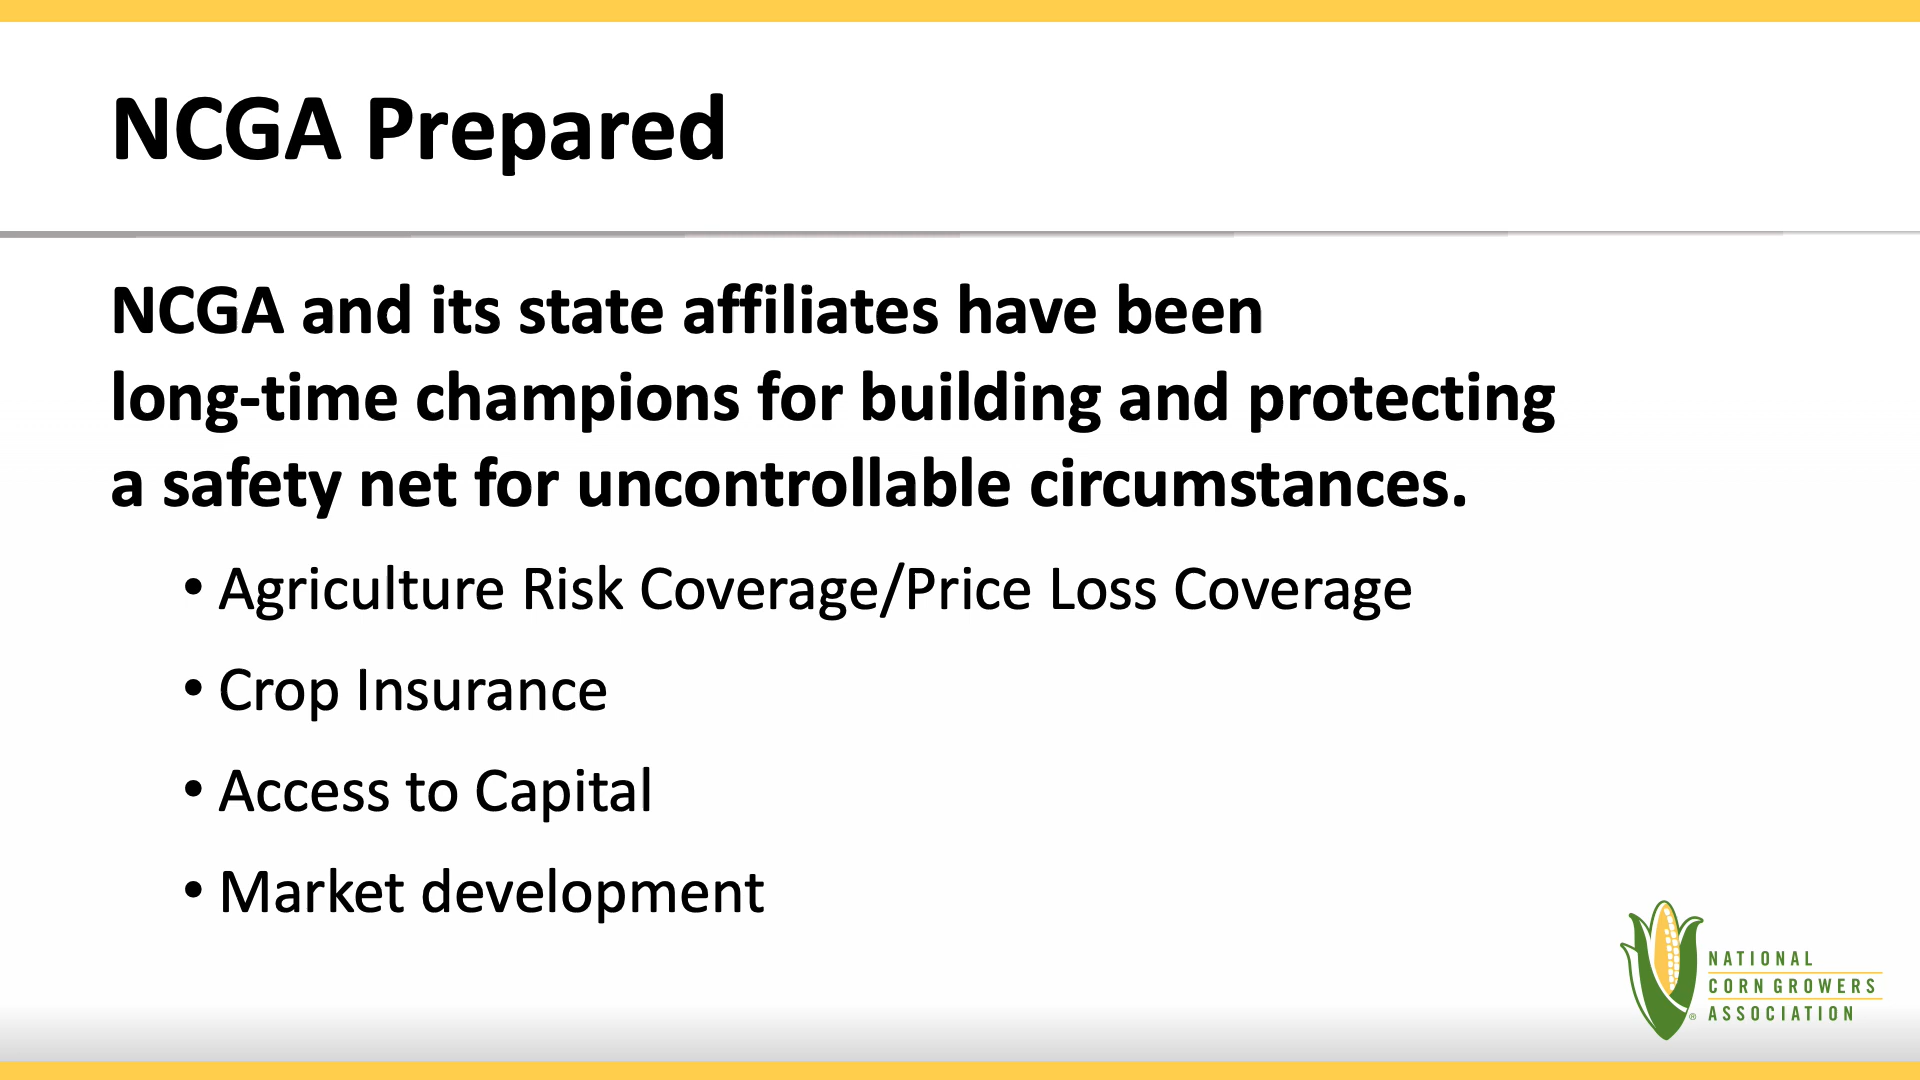 NCGA Prepared
NCGA and its state affiliates have been
long-time champions for building and protecting
a safety net for uncontrollable circumstances.
• Agriculture Risk Coverage/Price Loss Coverage
• Crop Insurance
• Access to Capital
• Market development
NATIONAL
CORN GROWERS
® ASSOCIATION